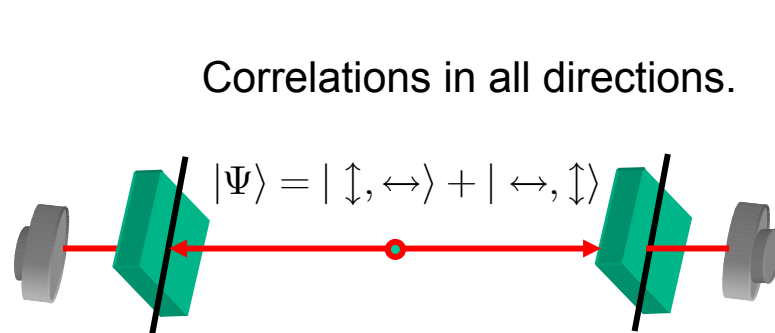 Correlations in all directions.
|Ψ⟩ = | ↕, ↔⟩ + | ↔, ↕⟩